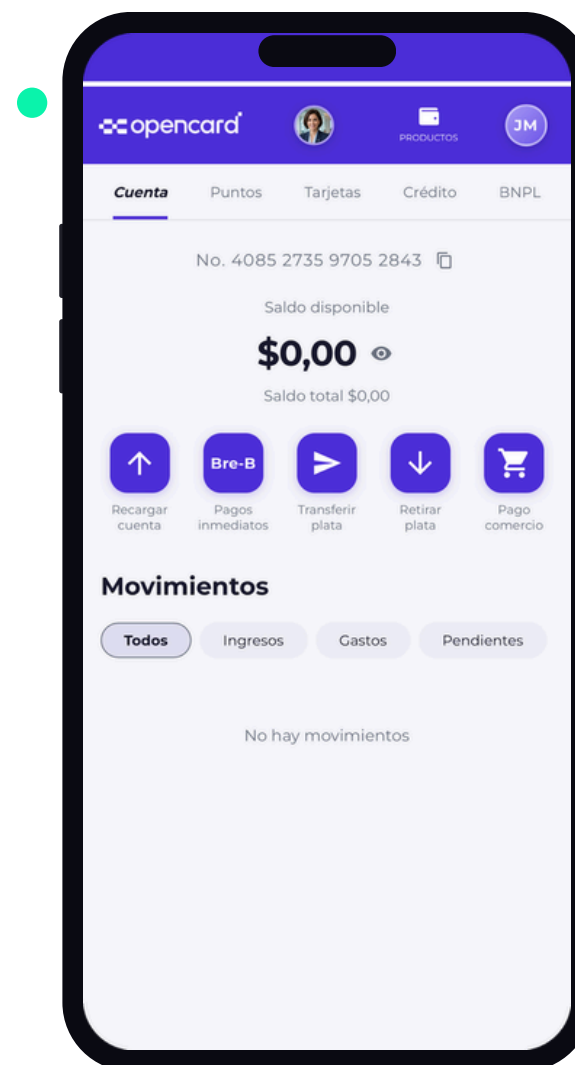 opencard
PRODUCTOS
JM
Cuenta Puntos Tarjetas Crédito BNPL
No. 4085 2735 9705 2843
Saldo disponible
$0,00
Saldo total $0,00
Bre-B
Recargar cuenta
Pagos inmediatos
Transferir plata
Retirar plata
Pago comercio
Movimientos
Todos Ingresos Gastos Pendientes
No hay movimientos